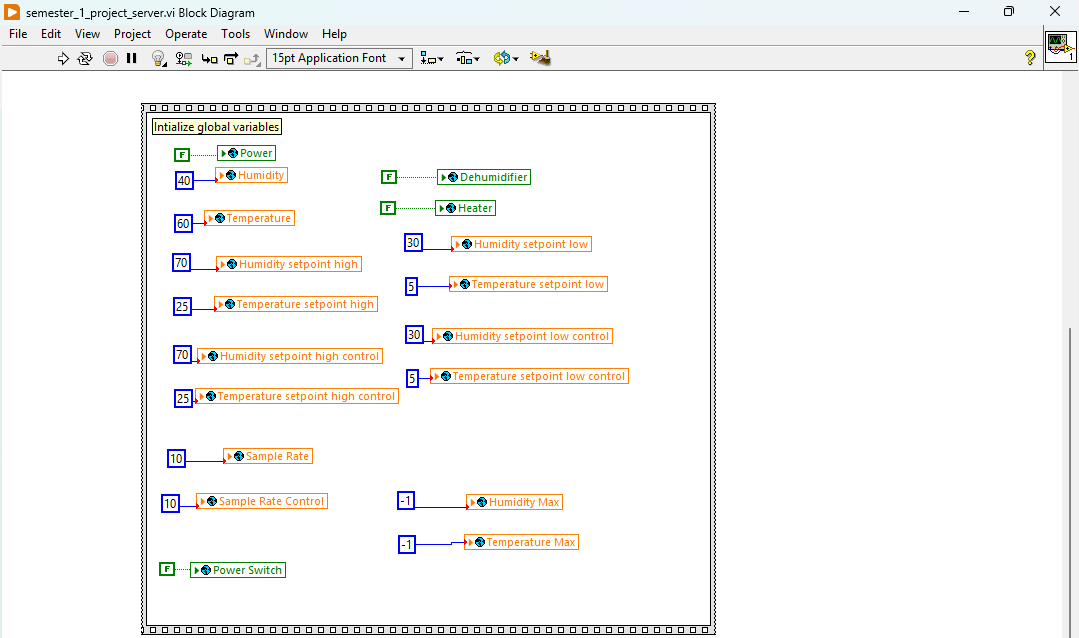 semester_1_project_server.vi Block Diagram
File Edit View Project Operate Tools Window Help
15pt Application Font
?
1
Intialize global variables
F Power
40 Humidity
F Dehumidifier
F Heater
60 Temperature
30 Humidity setpoint low
70 Humidity setpoint high
5 Temperature setpoint low
25 Temperature setpoint high
30 Humidity setpoint low control
70 Humidity setpoint high control
5 Temperature setpoint low control
25 Temperature setpoint high control
10 Sample Rate
10 Sample Rate Control
-1 Humidity Max
-1 Temperature Max
F Power Switch